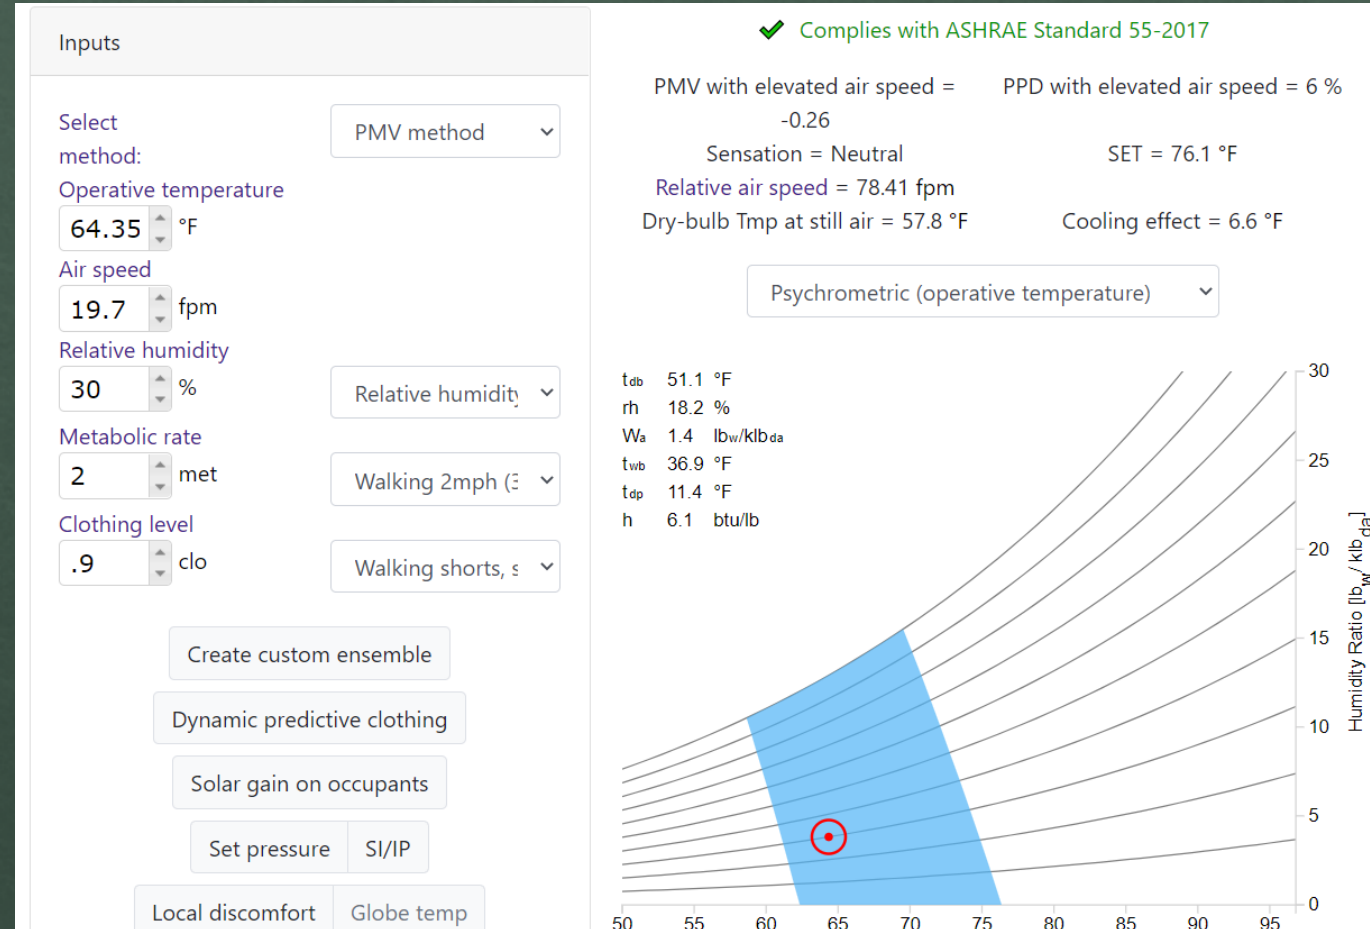 Inputs
Select
method:
PMV method
Operative temperature
64.35 °F
Air speed
19.7 fpm
Relative humidity
30 %
Relative humidity
Metabolic rate
2 met
Walking 2mph (3
Clothing level
.9 clo
Walking shorts, s
Create custom ensemble
Dynamic predictive clothing
Solar gain on occupants
Set pressure SI/IP
Local discomfort Globe temp
✔ Complies with ASHRAE Standard 55-2017
PMV with elevated air speed =
-0.26
PPD with elevated air speed = 6 %
Sensation = Neutral
SET = 76.1 °F
Relative air speed = 78.41 fpm
Dry-bulb Tmp at still air = 57.8 °F
Cooling effect = 6.6 °F
Psychrometric (operative temperature)
tdb 51.1 °F
rh 18.2 %
Wa 1.4 lbw/klbda
twb 36.9 °F
tdp 11.4 °F
h 6.1 btu/lb
30
25
20
15
10
5
0
Humidity Ratio [lbw / klbda]
50 55 60 65 70 75 80 85 90 95